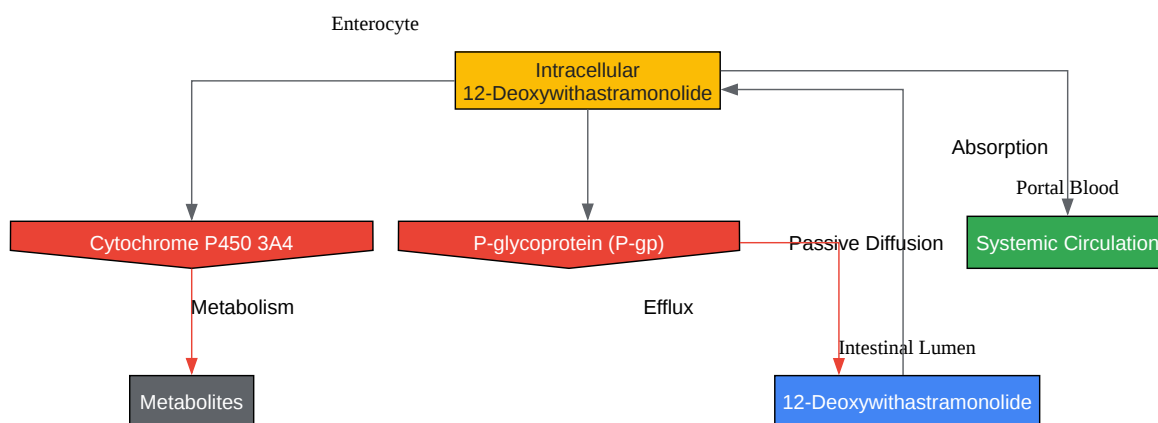 Enterocyte
Intracellular
12-Deoxywithastramonolide
Absorption
Portal Blood
Cytochrome P450 3A4
P-glycoprotein (P-gp)
Passive Diffusion
Systemic Circulation
Metabolism
Efflux
Intestinal Lumen
Metabolites
12-Deoxywithastramonolide